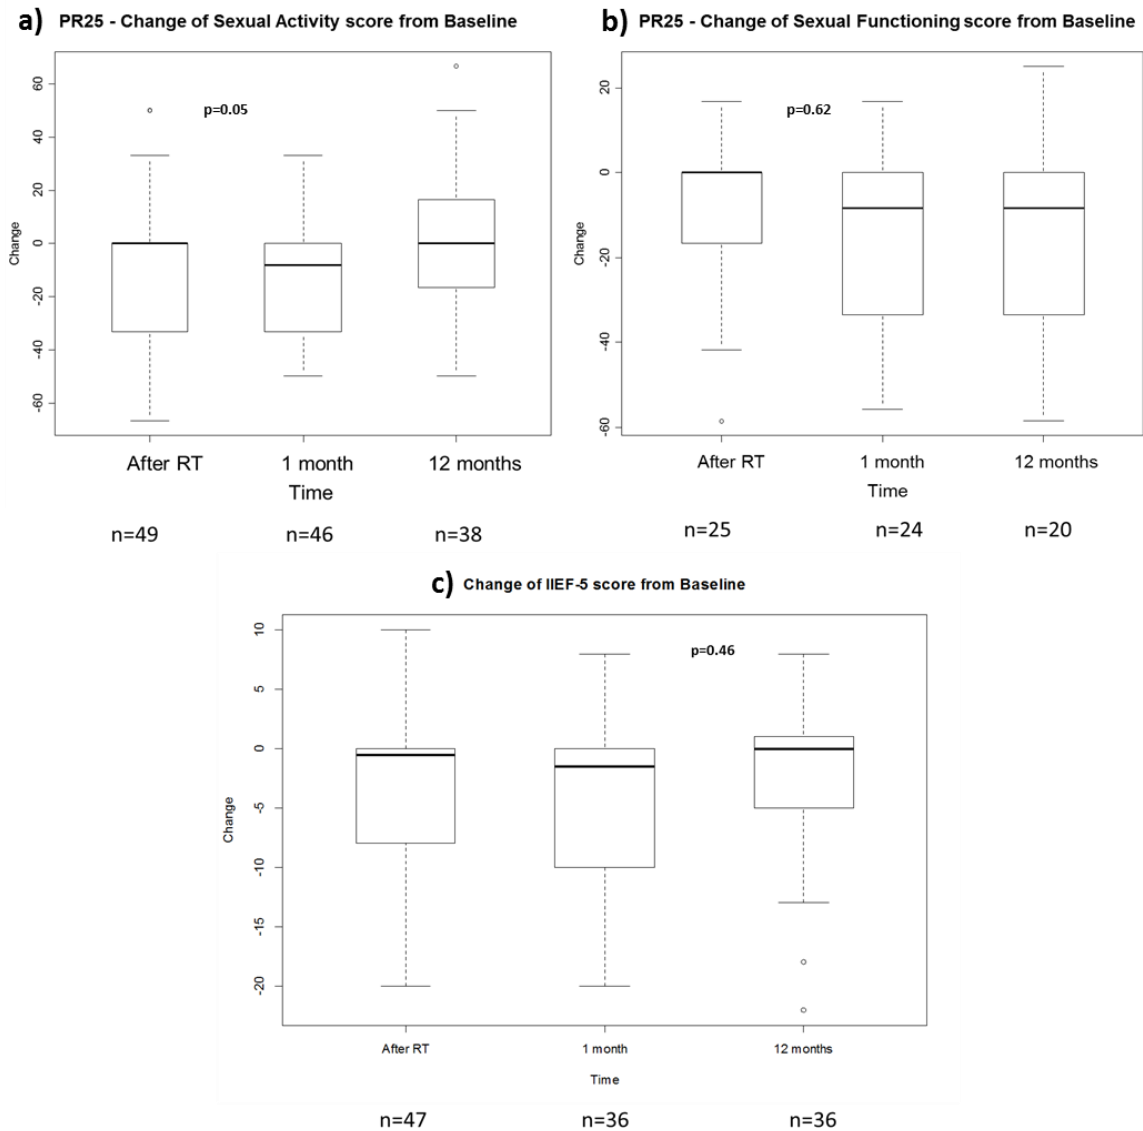 a) PR25 - Change of Sexual Activity score from Baseline
60
40
20
0
-20
-40
-60
Change
p=0.05
After RT 1 month 12 months
Time
n=49 n=46 n=38
b) PR25 - Change of Sexual Functioning score from Baseline
20
0
-20
-40
-60
Change
p=0.62
After RT 1 month 12 months
Time
n=25 n=24 n=20
c) Change of IIEF-5 score from Baseline
10
5
0
-5
-10
-15
-20
Change
p=0.46
After RT 1 month 12 months
Time
n=47 n=36 n=36